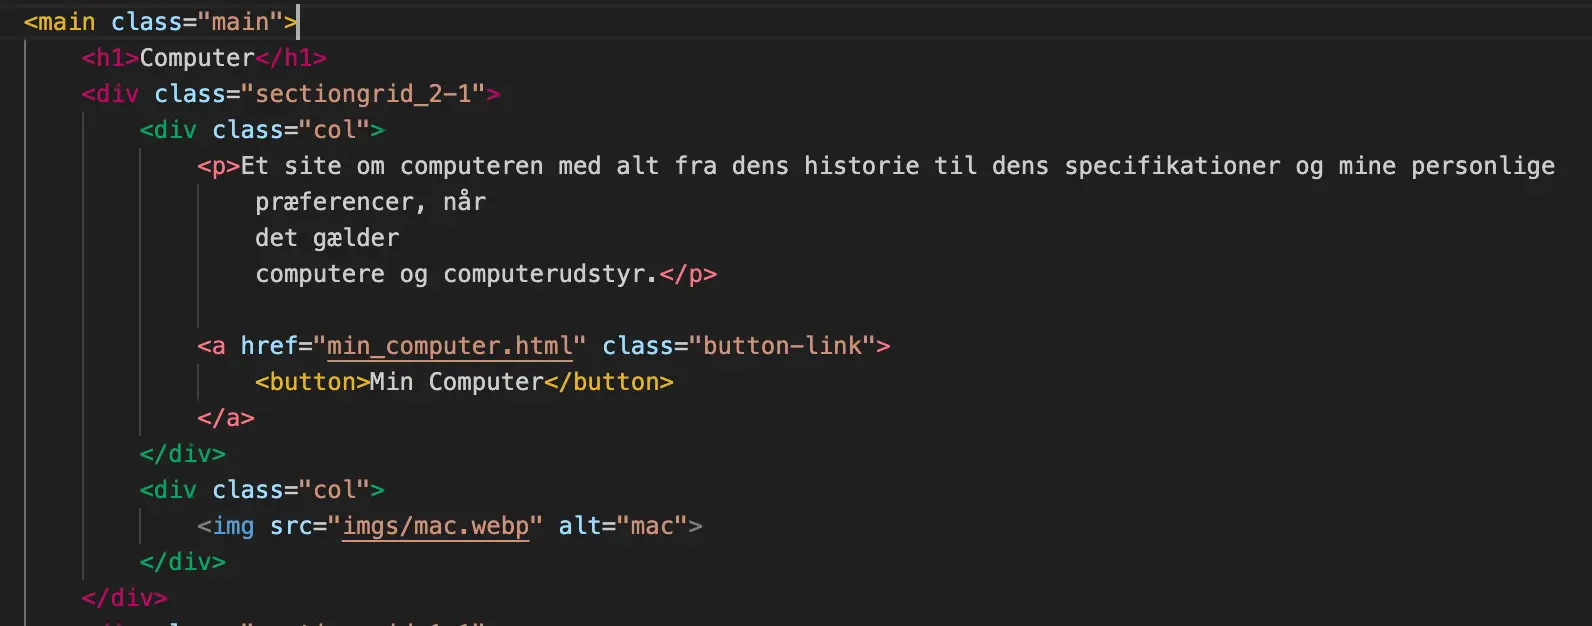 <main class="main">
<h1>Computer</h1>
<div class="sectiongrid_2-1">
<div class="col">
<p>Et site om computeren med alt fra dens historie til dens specifikationer og mine personlige
præferencer, når
det gælder
computere og computerudstyr.</p>
<a href="min_computer.html" class="button-link">
<button>Min Computer</button>
</a>
</div>
<div class="col">
<img src="imgs/mac.webp" alt="mac">
</div>
</div>